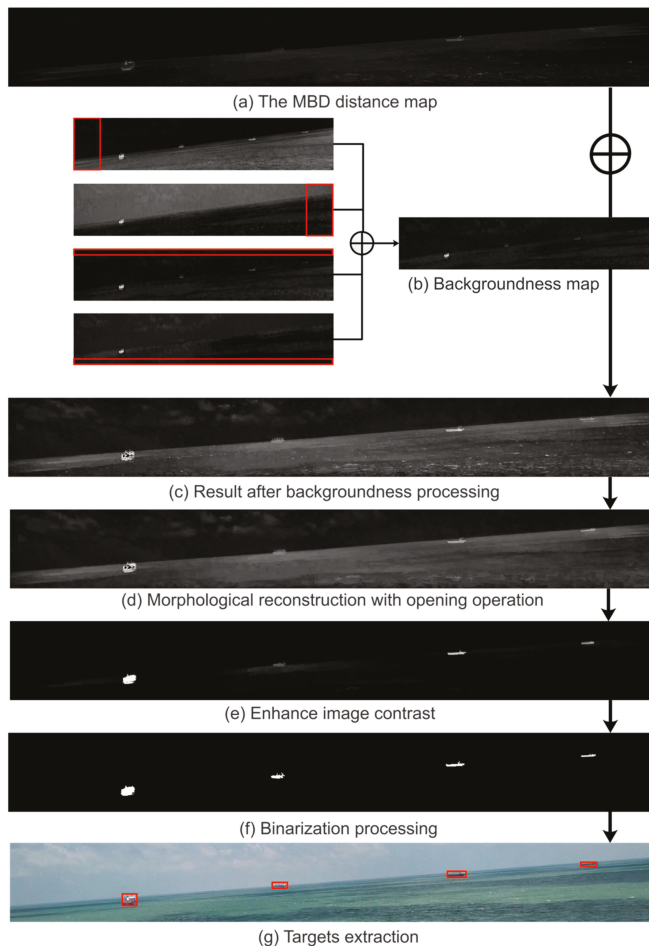 (a) The MBD distance map
(b) Backgroundness map
(c) Result after backgroundness processing
(d) Morphological reconstruction with opening operation
(e) Enhance image contrast
(f) Binarization processing
(g) Targets extraction